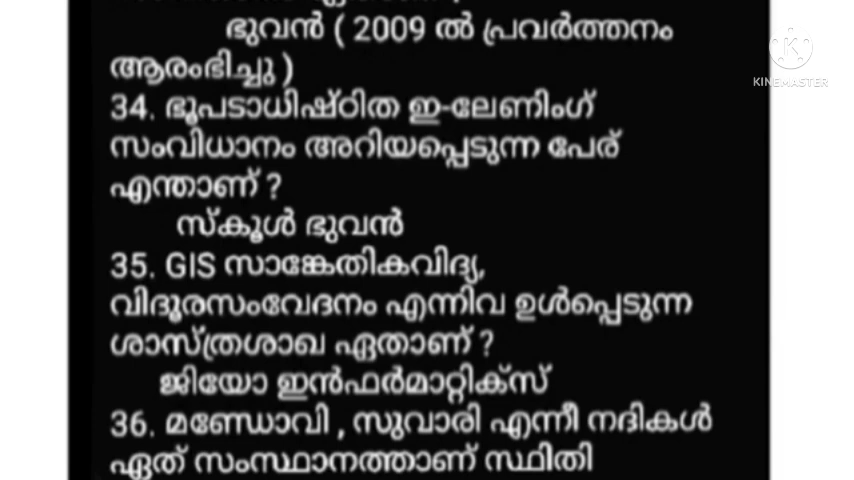 ഭുവൻ ( 2009 ൽ പ്രവർത്തനം
ആരംഭിച്ചു )
34. ഭൂപടാധിഷ്ഠിത ഇ-ലേണിംഗ്
സംവിധാനം അറിയപ്പെടുന്ന പേര്
എന്താണ് ?
സ്കൂൾ ഭുവൻ
35. GIS സാങ്കേതികവിദ്യ,
വിദൂരസംവേദനം എന്നിവ ഉൾപ്പെടുന്ന
ശാസ്ത്രശാഖ ഏതാണ് ?
ജിയോ ഇൻഫർമാറ്റിക്സ്
36. മണ്ഡോവി , സുവാരി എന്നീ നദികൾ
ഏത് സംസ്ഥാനത്താണ് സ്ഥിതി
KINEMASTER